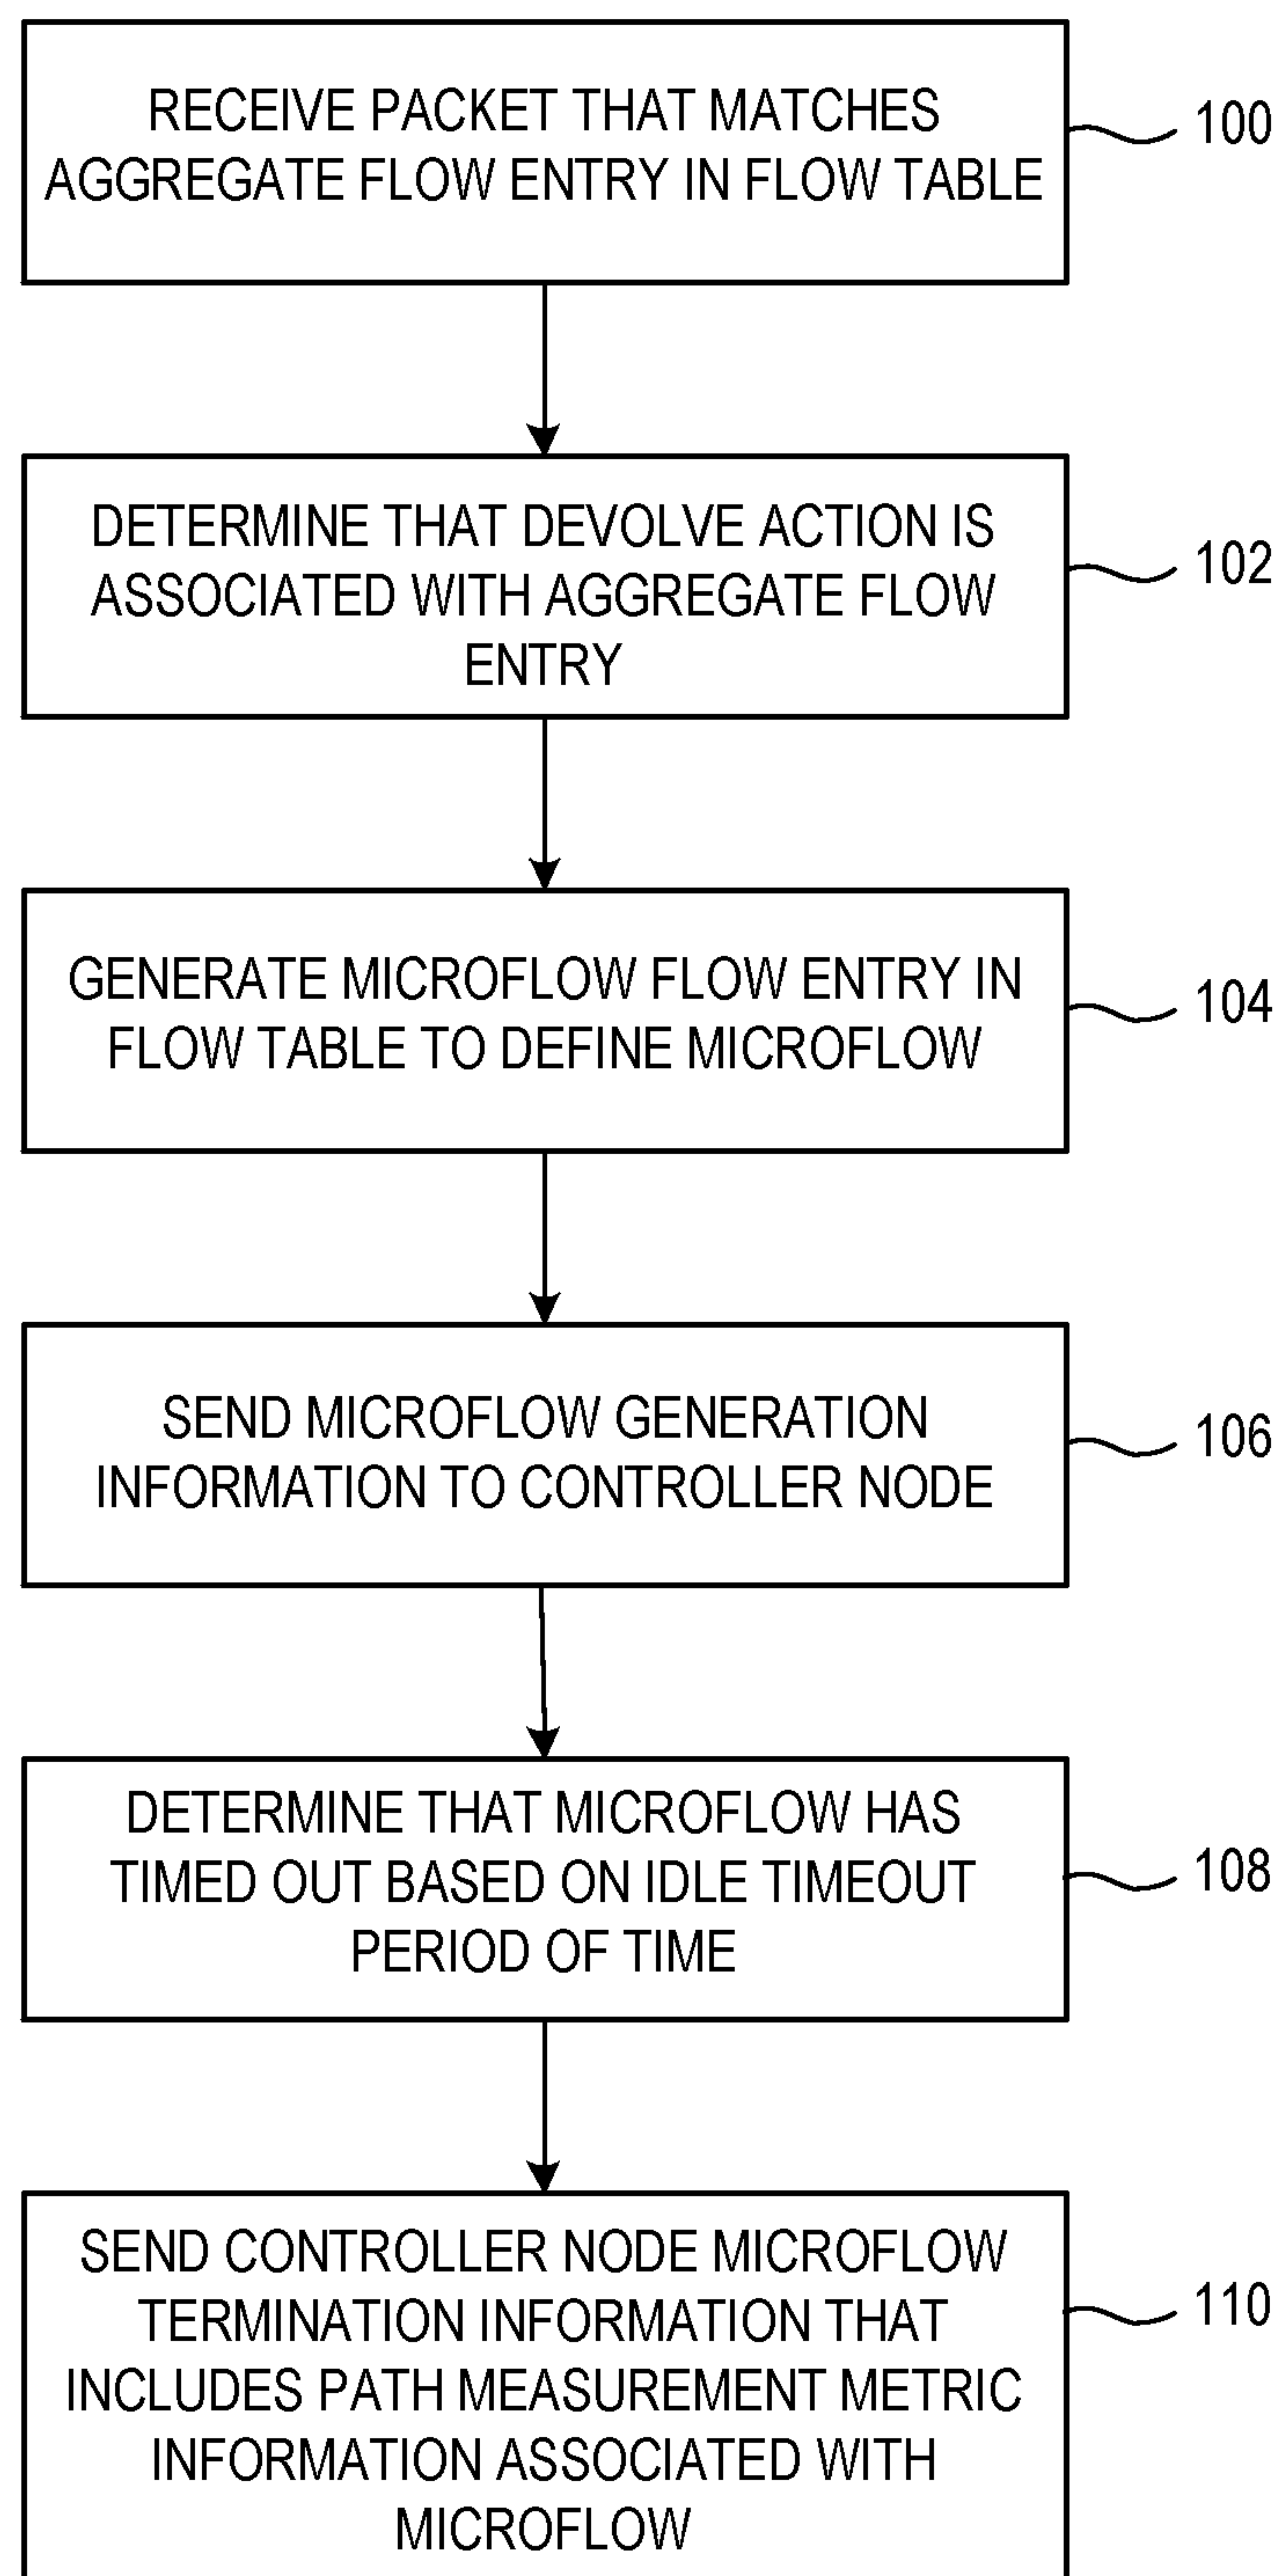 RECEIVE PACKET THAT MATCHES
AGGREGATE FLOW ENTRY IN FLOW TABLE
100
DETERMINE THAT DEVOLVE ACTION IS
ASSOCIATED WITH AGGREGATE FLOW
ENTRY
102
GENERATE MICROFLOW FLOW ENTRY IN
FLOW TABLE TO DEFINE MICROFLOW
104
SEND MICROFLOW GENERATION
INFORMATION TO CONTROLLER NODE
106
DETERMINE THAT MICROFLOW HAS
TIMED OUT BASED ON IDLE TIMEOUT
PERIOD OF TIME
108
SEND CONTROLLER NODE MICROFLOW
TERMINATION INFORMATION THAT
INCLUDES PATH MEASUREMENT METRIC
INFORMATION ASSOCIATED WITH
MICROFLOW
110